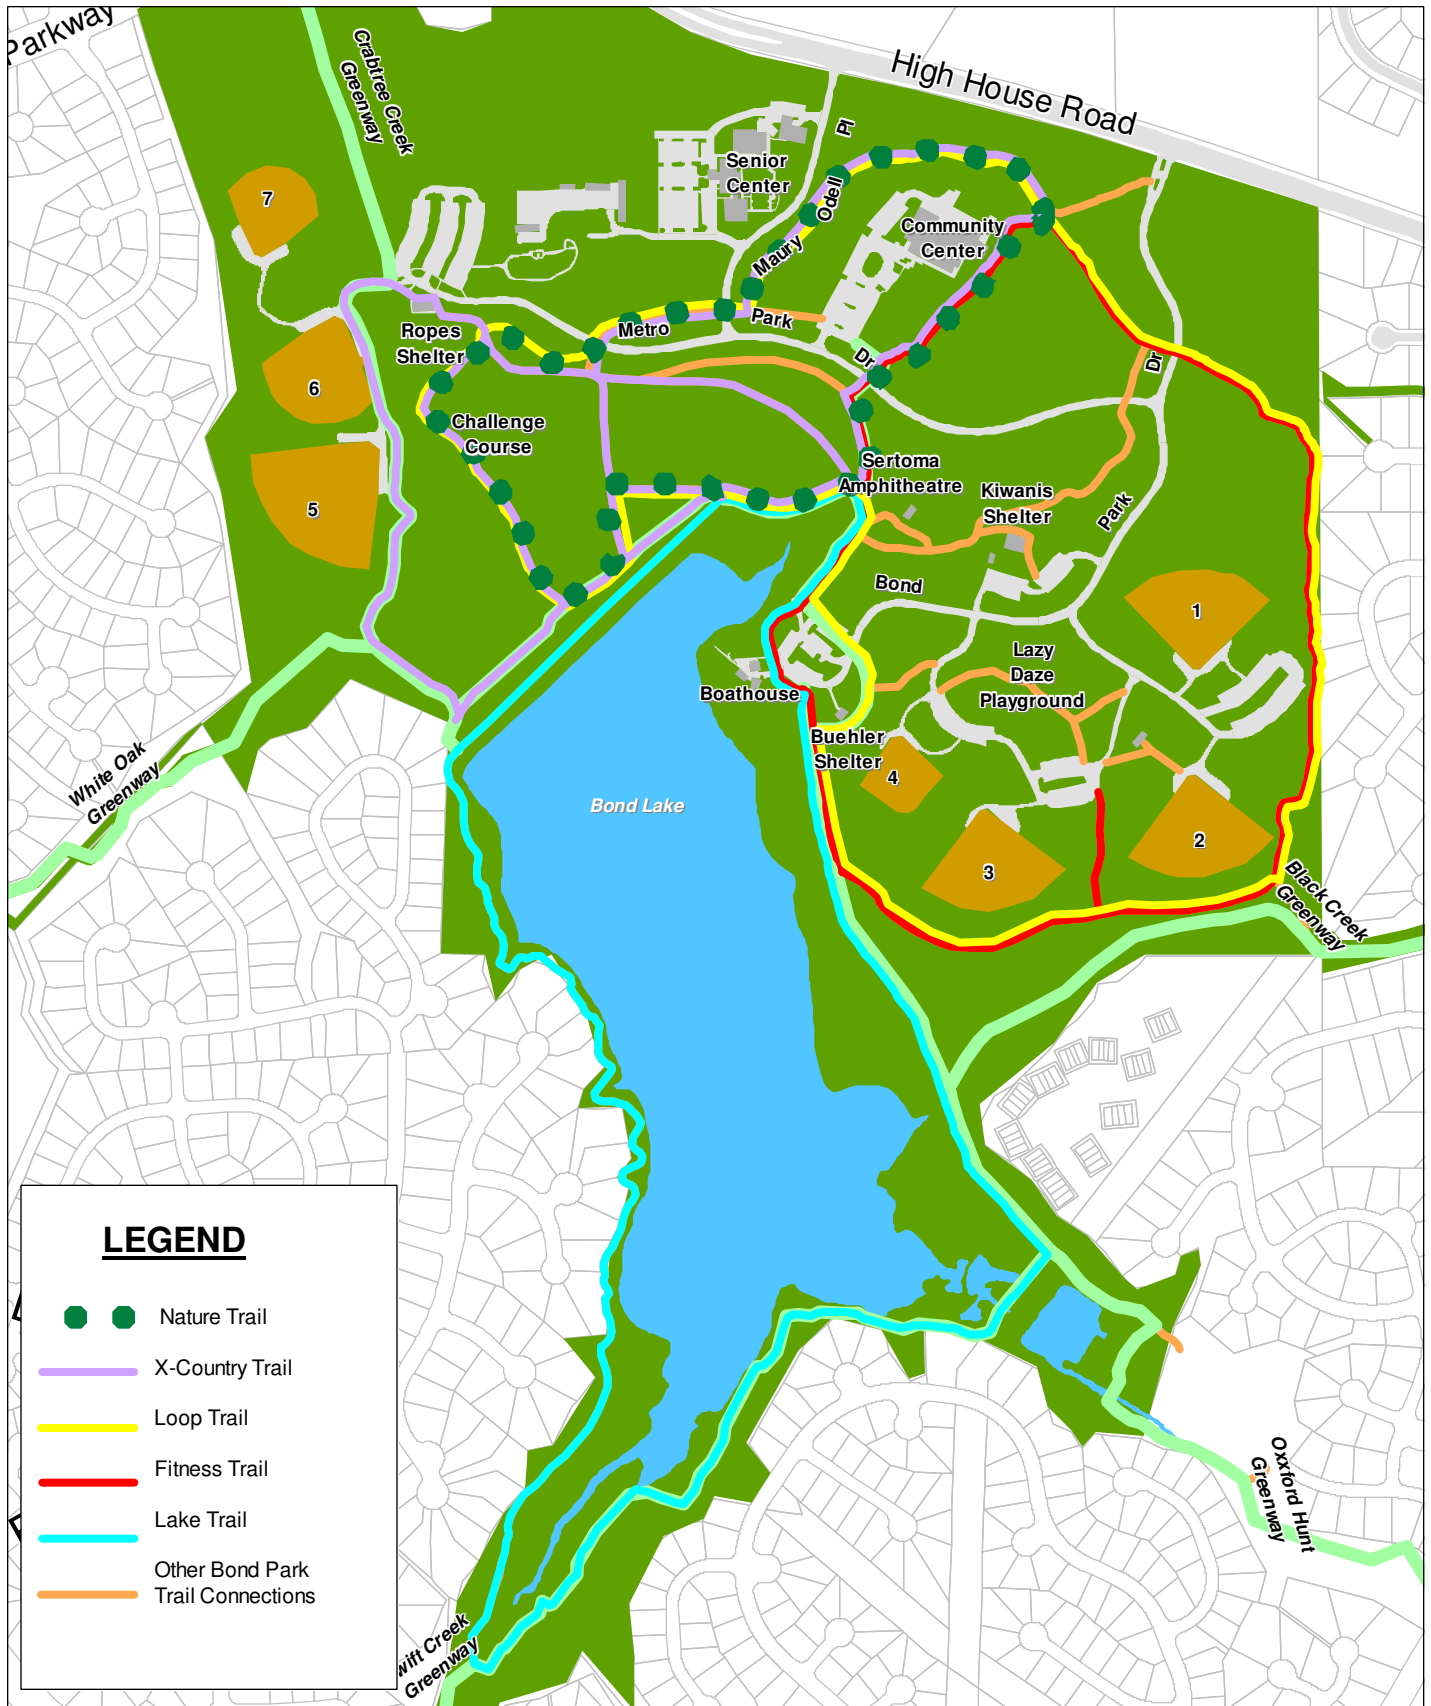 Parkway
Crabtree Creek
Greenway
High House Road
Pl
Senior
Center
Odell
Maury
Community
Center
7
Ropes
Shelter
Metro
Park
Dr
Dr
6
Challenge
Course
Sertoma
Amphitheatre
Kiwanis
Shelter
Park
5
Bond
1
Lazy
Daze
Playground
Boathouse
Buehler
Shelter
4
White Oak
Greenway
Bond Lake
2
3
Black Creek
Greenway
LEGEND
Nature Trail
X-Country Trail
Loop Trail
Fitness Trail
Lake Trail
Other Bond Park
Trail Connections
Oxxford Hunt
Greenway
wift Creek
Greenway